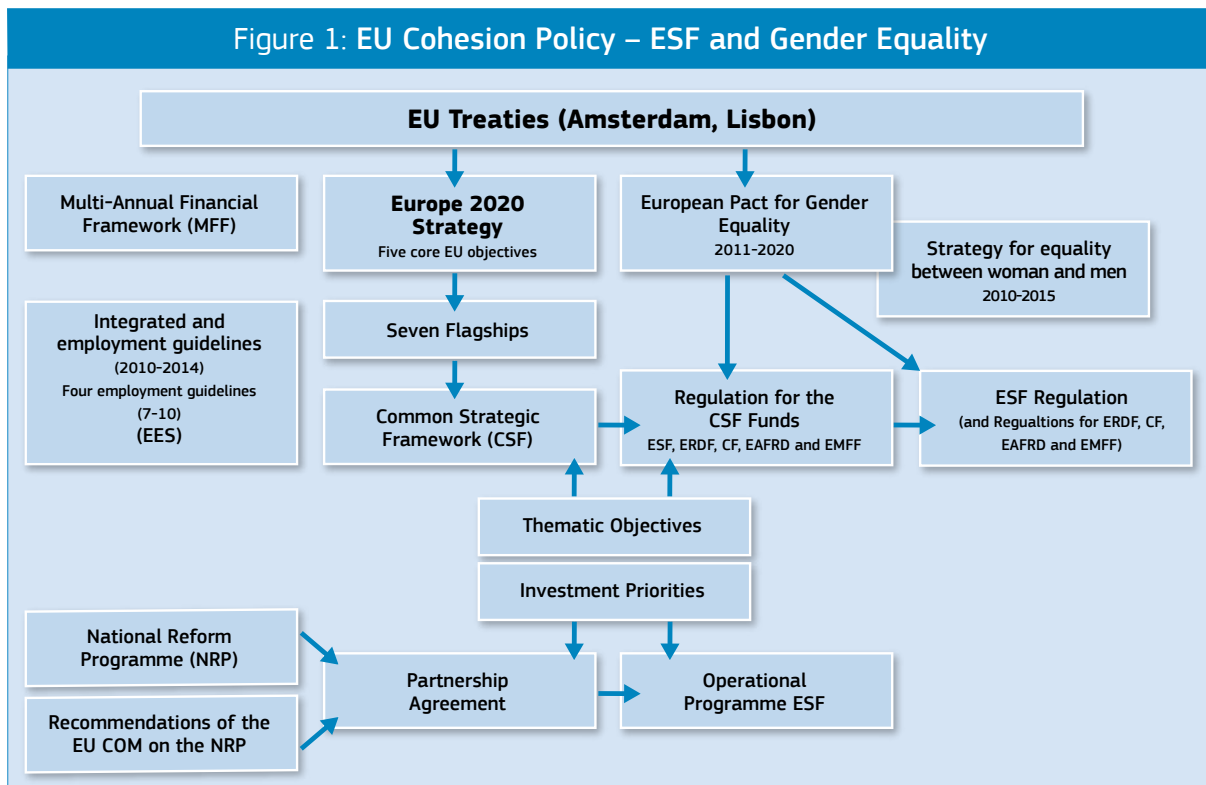 Figure 1: EU Cohesion Policy – ESF and Gender Equality
EU Treaties (Amsterdam, Lisbon)
Multi-Annual Financial
Framework (MFF)
Europe 2020
Strategy
Five core EU objectives
European Pact for Gender
Equality
2011-2020
Strategy for equality
between woman and men
2010-2015
Integrated and
employment guidelines
(2010-2014)
Four employment guidelines
(7-10)
(EES)
Seven Flagships
Common Strategic
Framework (CSF)
Regulation for the
CSF Funds
ESF, ERDF, CF, EAFRD and EMFF
ESF Regulation
(and Regualtions for ERDF, CF,
EAFRD and EMFF)
Thematic Objectives
Investment Priorities
National Reform
Programme (NRP)
Recommendations of the
EU COM on the NRP
Partnership
Agreement
Operational
Programme ESF